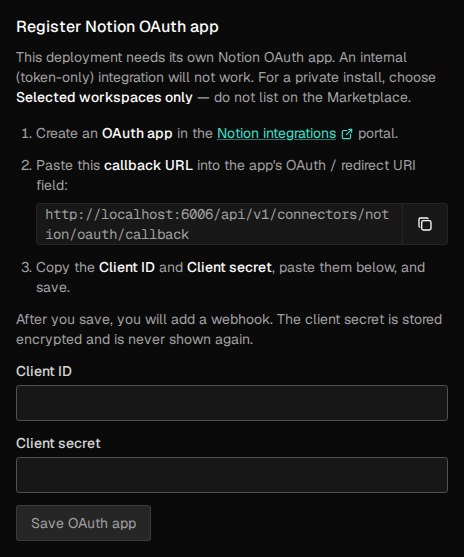 Register Notion OAuth app
This deployment needs its own Notion OAuth app. An internal
(token-only) integration will not work. For a private install, choose
Selected workspaces only — do not list on the Marketplace.
1. Create an OAuth app in the Notion integrations portal.
2. Paste this callback URL into the app's OAuth / redirect URI
field:
http://localhost:6006/api/v1/connectors/not
ion/oauth/callback
3. Copy the Client ID and Client secret, paste them below, and
save.
After you save, you will add a webhook. The client secret is stored
encrypted and is never shown again.
Client ID
Client secret
Save OAuth app